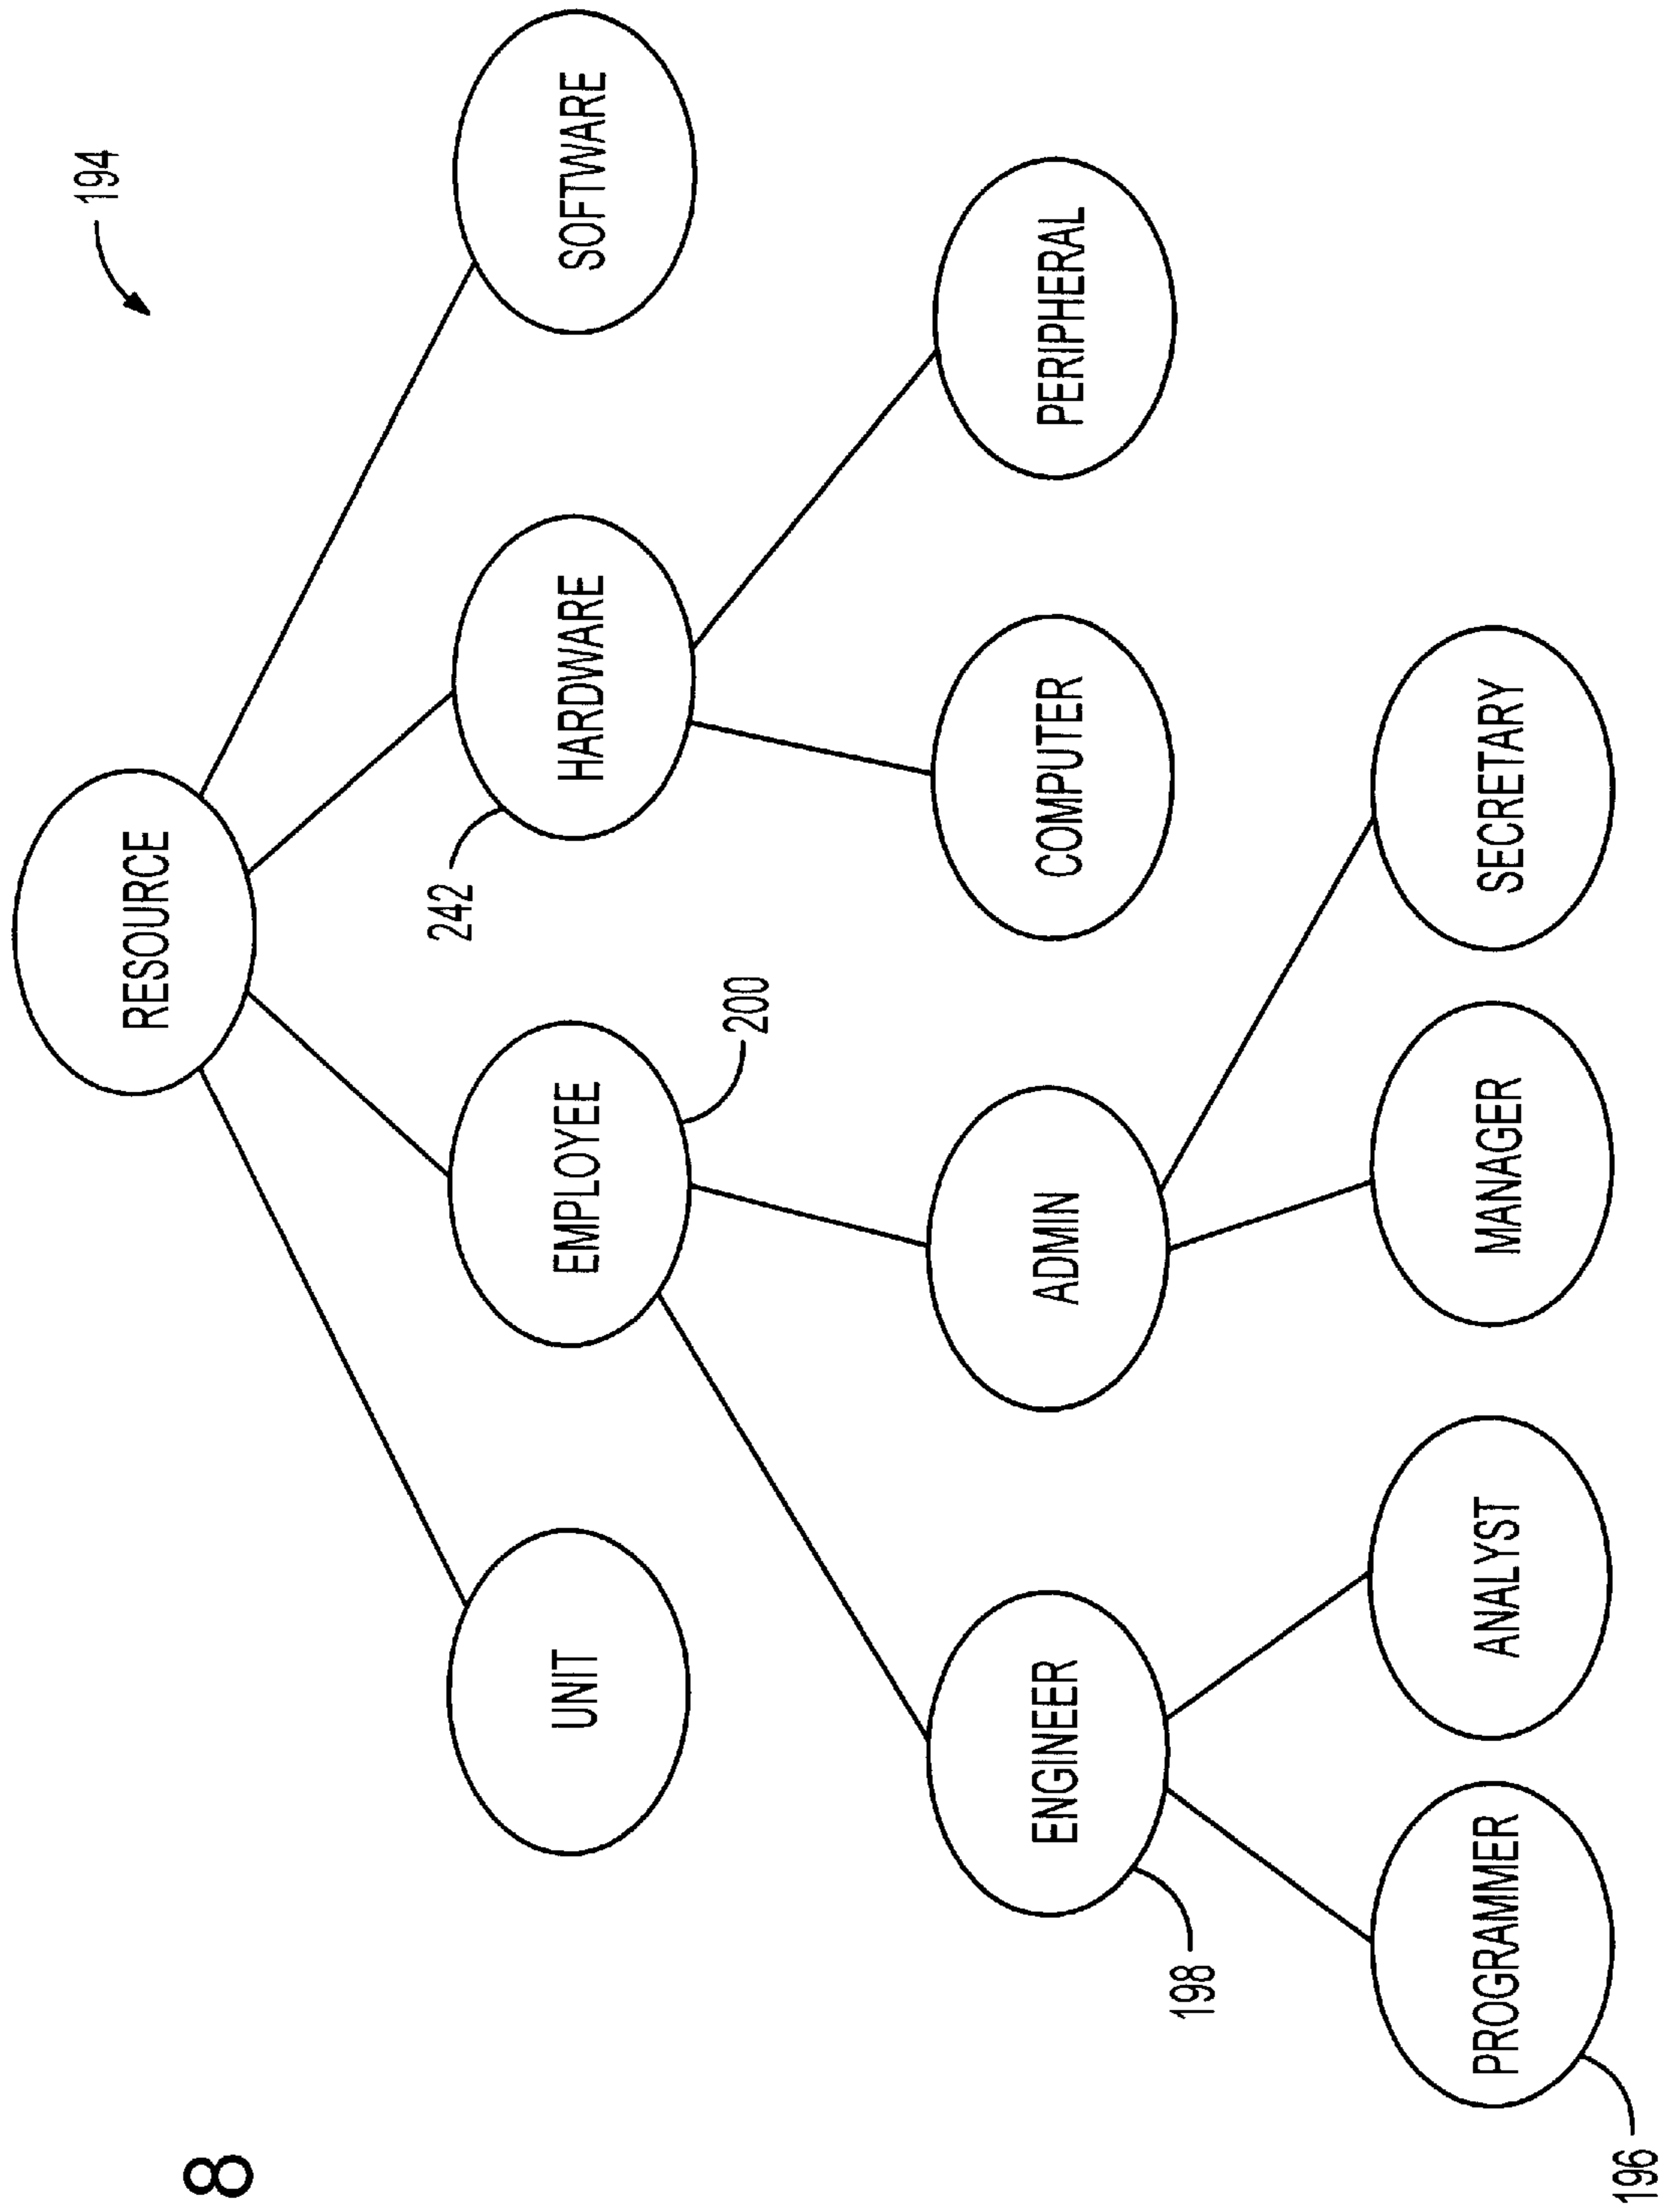 8
194
RESOURCE
UNIT
EMPLOYEE
200
242
HARDWARE
SOFTWARE
198
ENGINEER
ADMIN
COMPUTER
PERIPHERAL
196
PROGRAMMER
ANALYST
MANAGER
SECRETARY